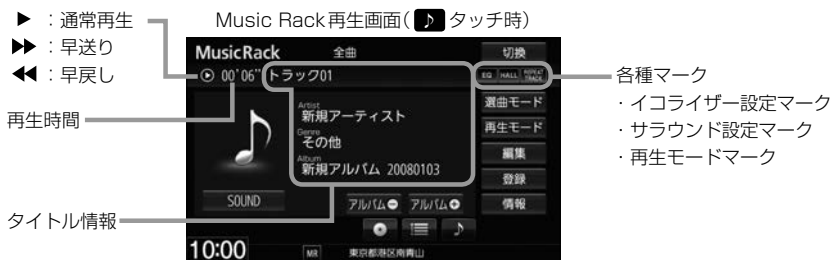 ▶ ：通常再生
▶▶ ：早送り
◀◀ ：早戻し
再生時間
タイトル情報
Music Rack再生画面( ♪ タッチ時)
MusicRack 全曲 切換
00'06" トラック01 EQ HALL REPEAT TRACK
Artist
新規アーティスト
Genre
その他
Album
新規アルバム 20080103
選曲モード
再生モード
編集
登録
情報
SOUND アルバム⊖ アルバム⊕
♪
10:00 MR 東京都港区南青山
各種マーク
・イコライザー設定マーク
・サラウンド設定マーク
・再生モードマーク